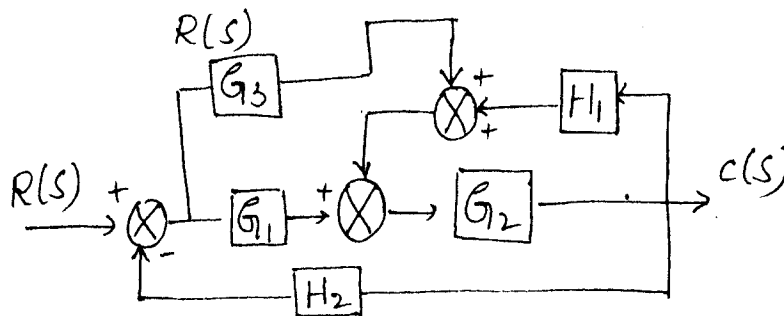 R(S)
G3
+
+
H1
R(S)
+
-
G1
+
G2
C(S)
H2